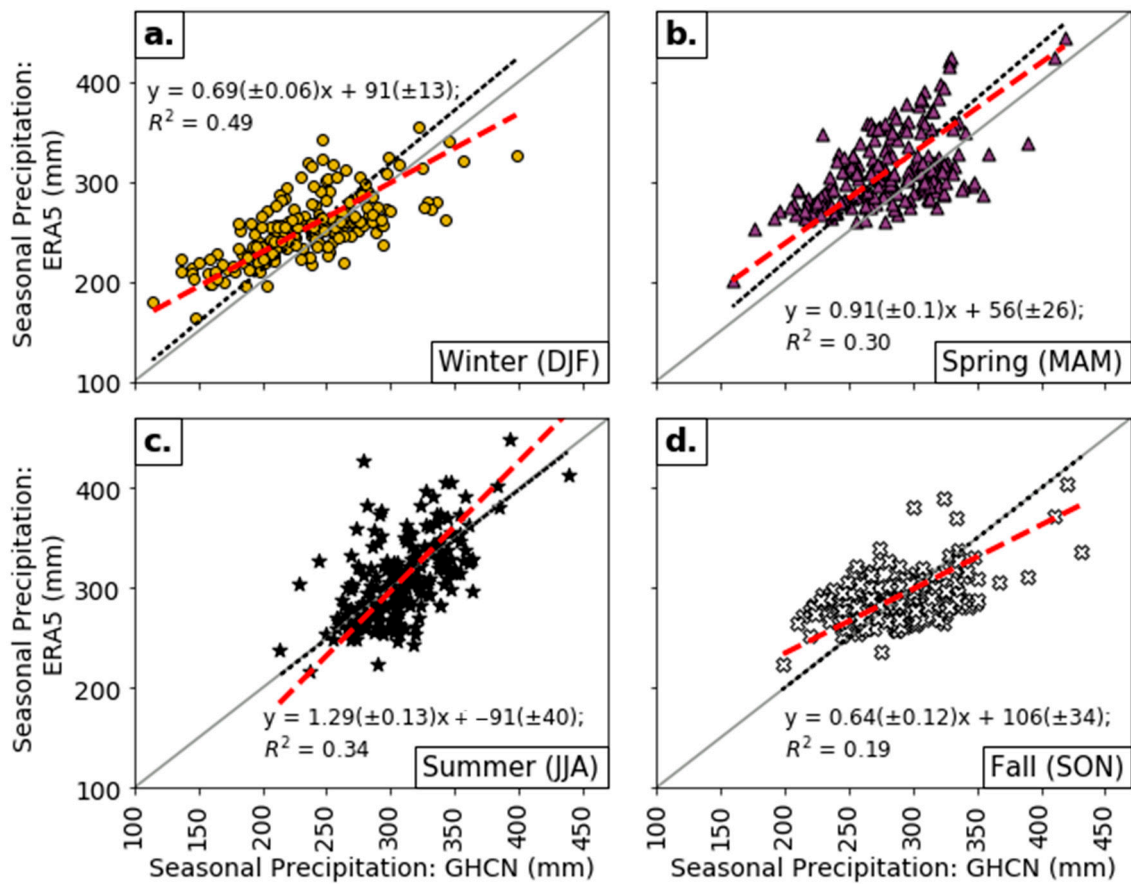 a.
y = 0.69(±0.06)x + 91(±13);
R² = 0.49
Winter (DJF)
b.
y = 0.91(±0.1)x + 56(±26);
R² = 0.30
Spring (MAM)
Seasonal Precipitation:
ERA5 (mm)
400
300
200
100
c.
y = 1.29(±0.13)x + −91(±40);
R² = 0.34
Summer (JJA)
d.
y = 0.64(±0.12)x + 106(±34);
R² = 0.19
Fall (SON)
Seasonal Precipitation:
ERA5 (mm)
400
300
200
100
100 150 200 250 300 350 400 450
100 150 200 250 300 350 400 450
Seasonal Precipitation: GHCN (mm)
Seasonal Precipitation: GHCN (mm)